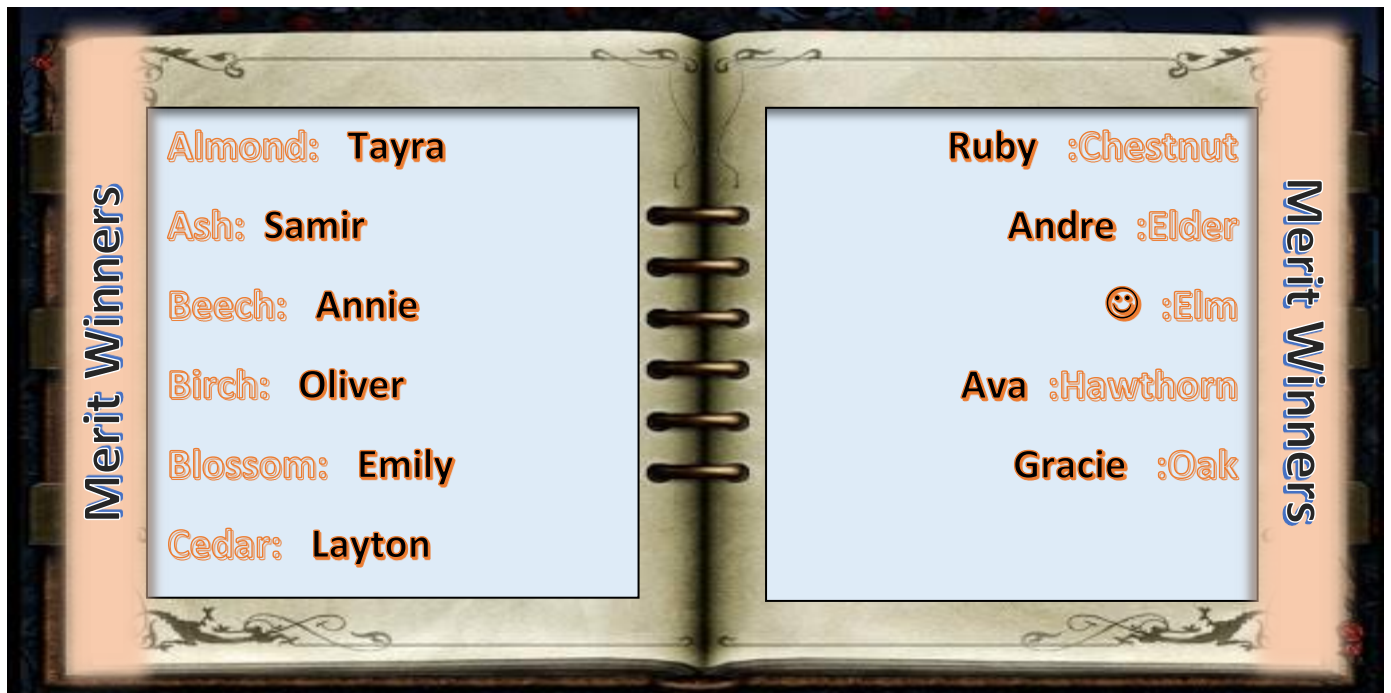 Merit Winners
Almond: Tayra
Ash: Samir
Beech: Annie
Birch: Oliver
Blossom: Emily
Cedar: Layton
Ruby :Chestnut
Andre :Elder
☺ :Elm
Ava :Hawthorn
Gracie :Oak
Merit Winners